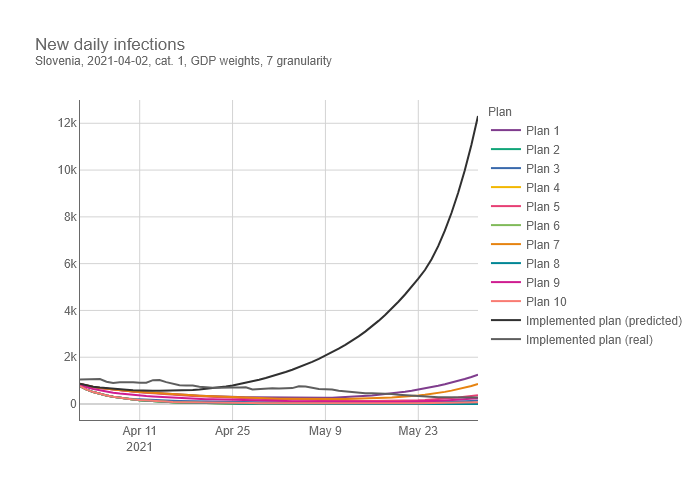 New daily infections
Slovenia, 2021-04-02, cat. 1, GDP weights, 7 granularity
12k
10k
8k
6k
4k
2k
0
Apr 11
2021
Apr 25
May 9
May 23
Plan
Plan 1
Plan 2
Plan 3
Plan 4
Plan 5
Plan 6
Plan 7
Plan 8
Plan 9
Plan 10
Implemented plan (predicted)
Implemented plan (real)